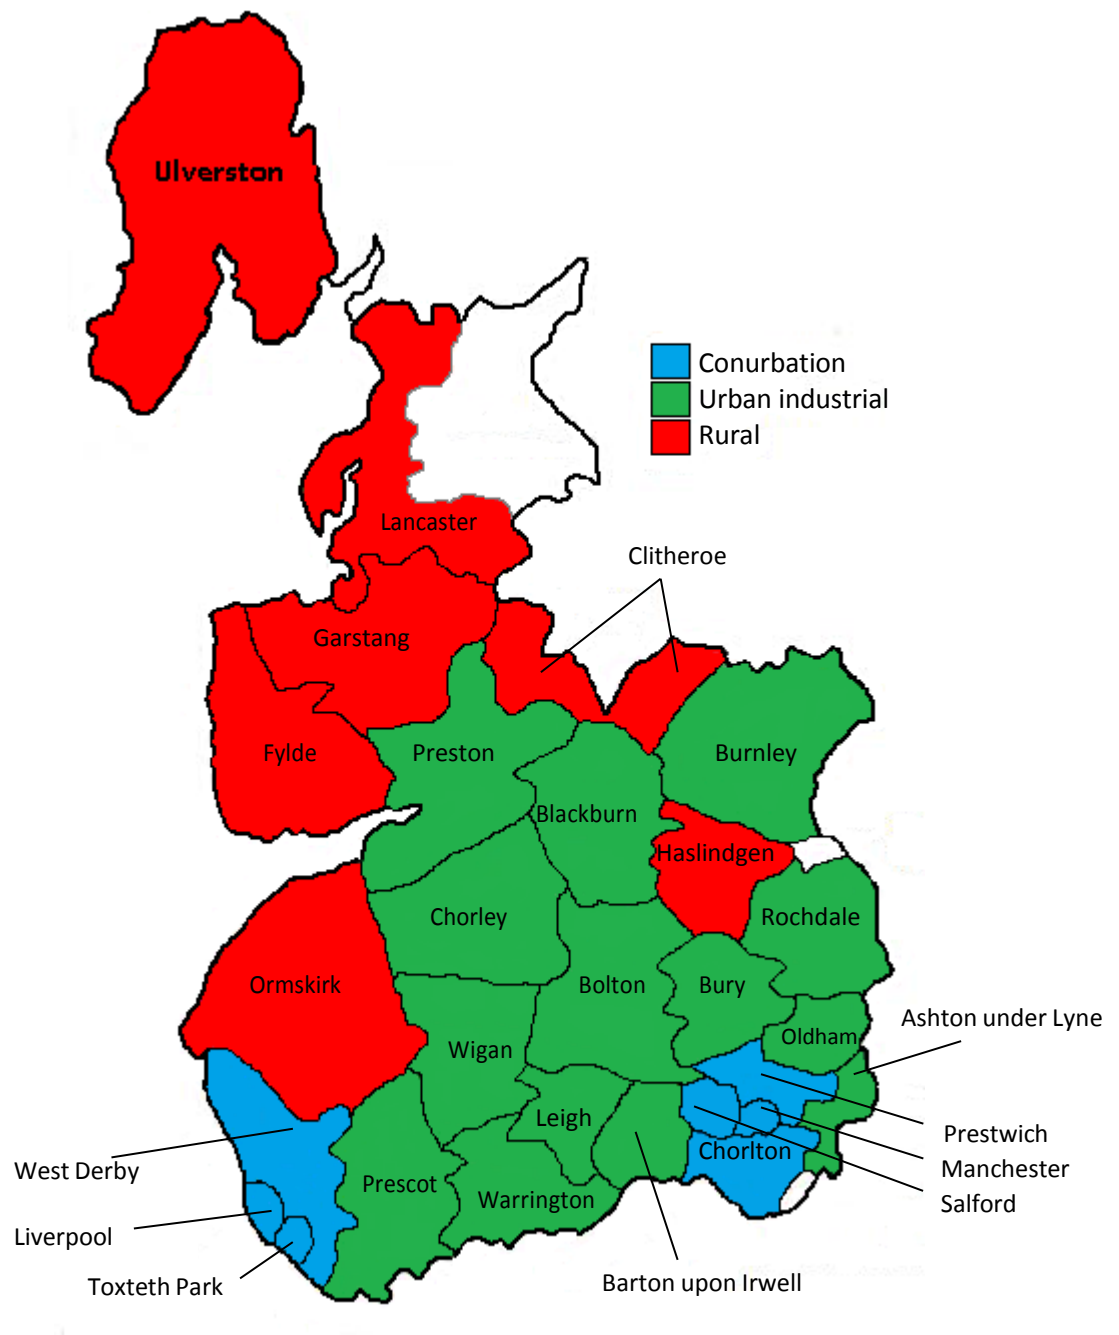 Ulverston
Conurbation
Urban industrial
Rural
Lancaster
Clitheroe
Garstang
Fylde
Preston
Burnley
Blackburn
Haslindgen
Chorley
Rochdale
Ormskirk
Bolton
Bury
Ashton under Lyne
Oldham
Wigan
Leigh
Prestwich
Chorlton
Manchester
West Derby
Prescot
Warrington
Salford
Liverpool
Toxteth Park
Barton upon Irwell